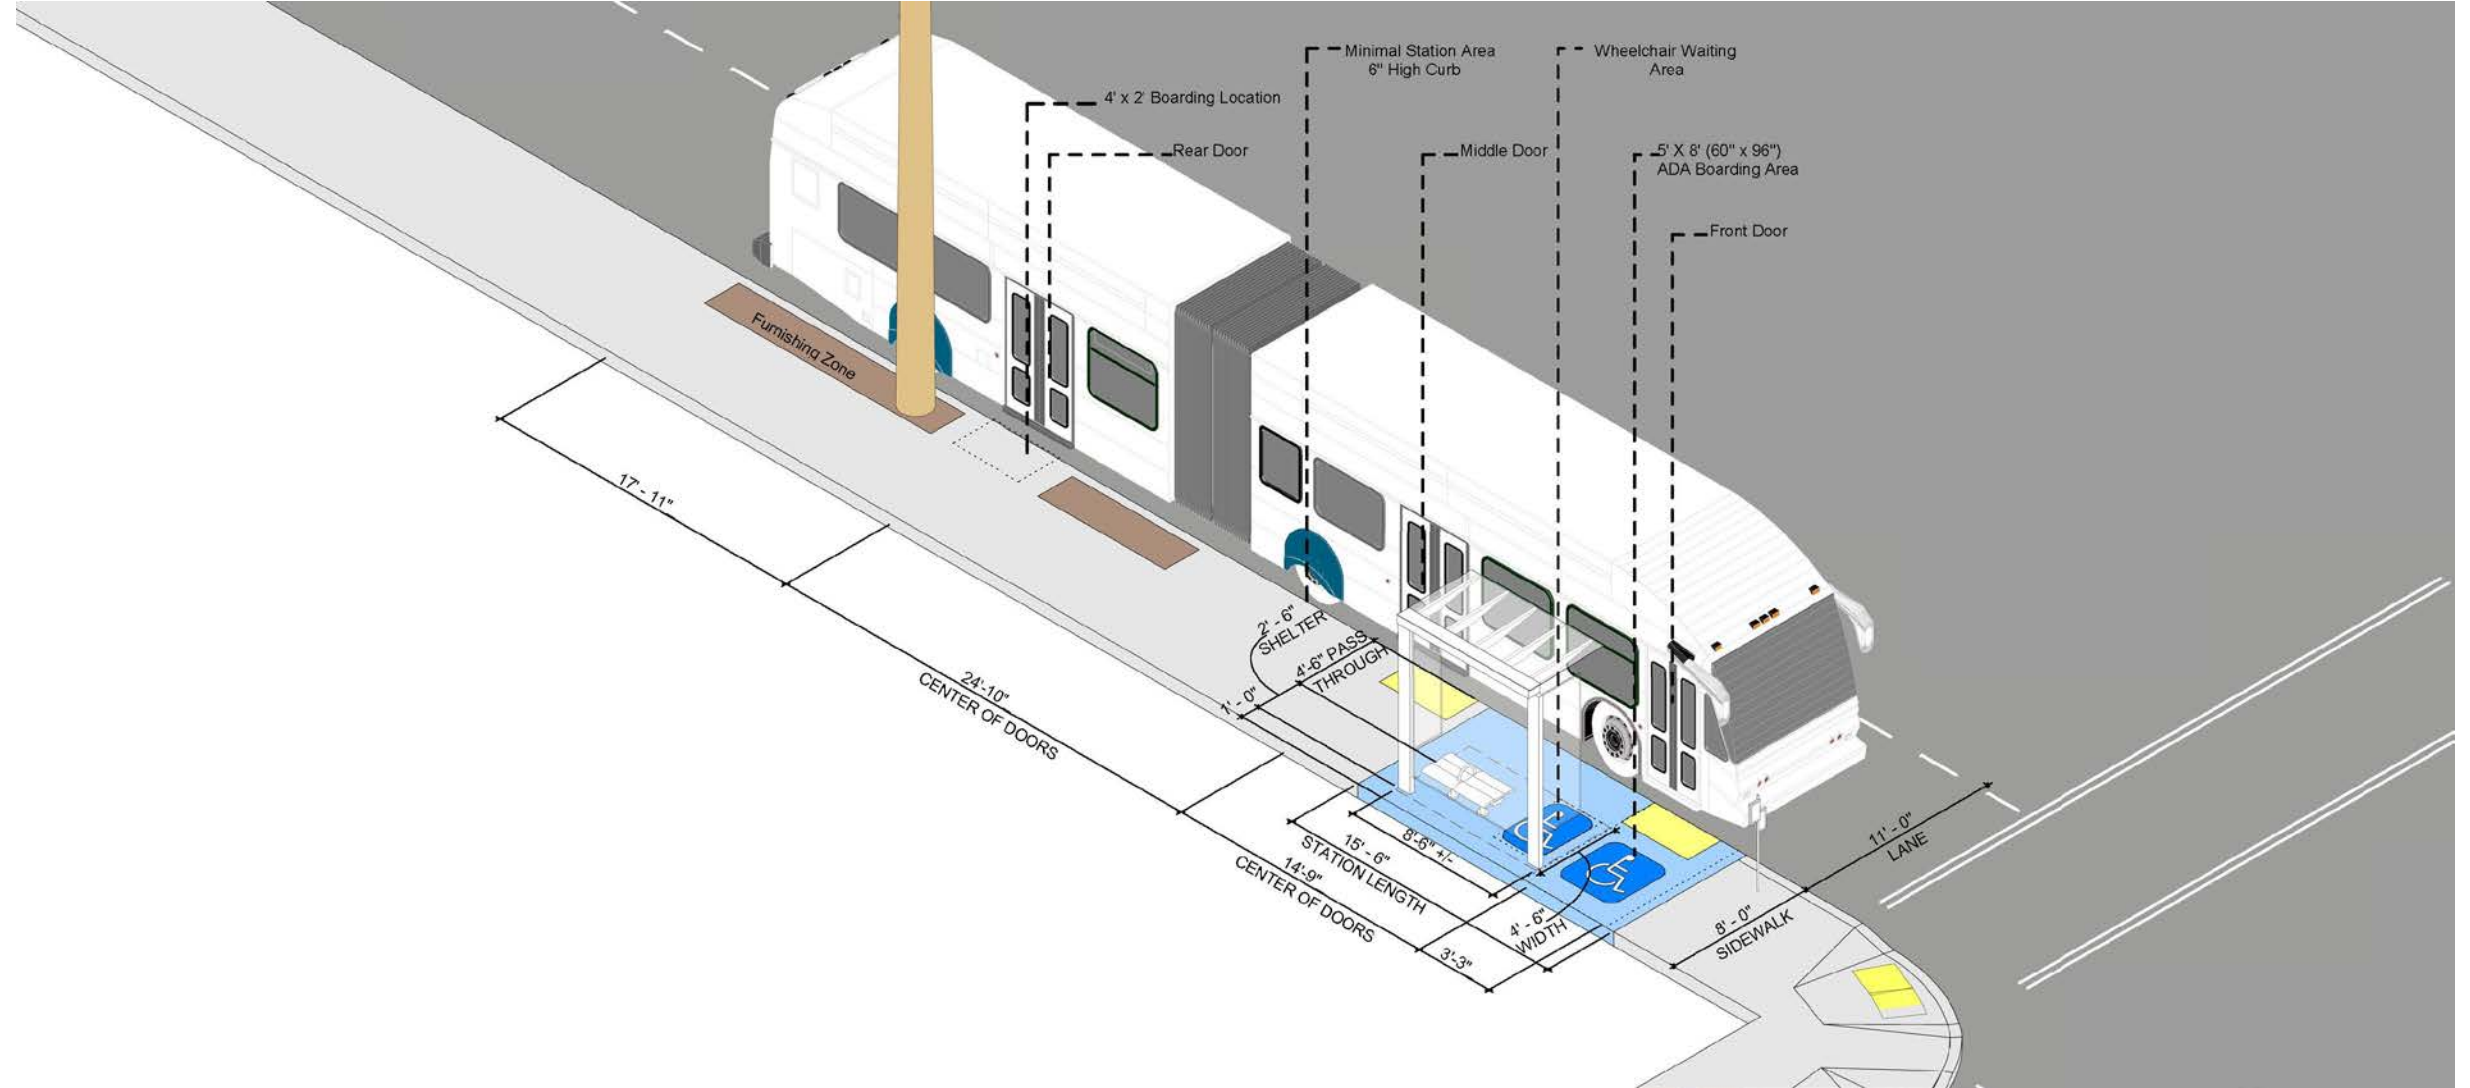 Minimal Station Area
6" High Curb
Wheelchair Waiting
Area
4' x 2' Boarding Location
Rear Door
Middle Door
5' X 8' (60" x 96")
ADA Boarding Area
Front Door
Furnishing Zone
17' - 11"
24'-10"
CENTER OF DOORS
2' - 6"
SHELTER
4'-6" PASS
THROUGH
1' - 0"
8'-6" +/-
15' - 6"
STATION LENGTH
14'-9"
CENTER OF DOORS
3'-3"
4' - 6"
WIDTH
11' - 0"
LANE
8' - 0"
SIDEWALK